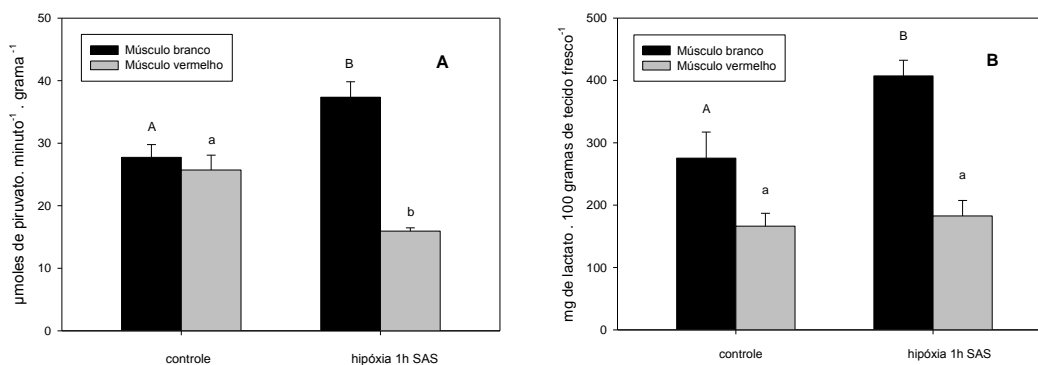 50
40
30
20
10
0
µmoles de piruvato. minuto⁻¹ . grama ⁻¹
Músculo branco
Músculo vermelho
A
A
a
B
b
controle
hipóxia 1h SAS
500
400
300
200
100
0
mg de lactato . 100 gramas de tecido fresco⁻¹
Músculo branco
Músculo vermelho
B
A
a
B
a
controle
hipóxia 1h SAS